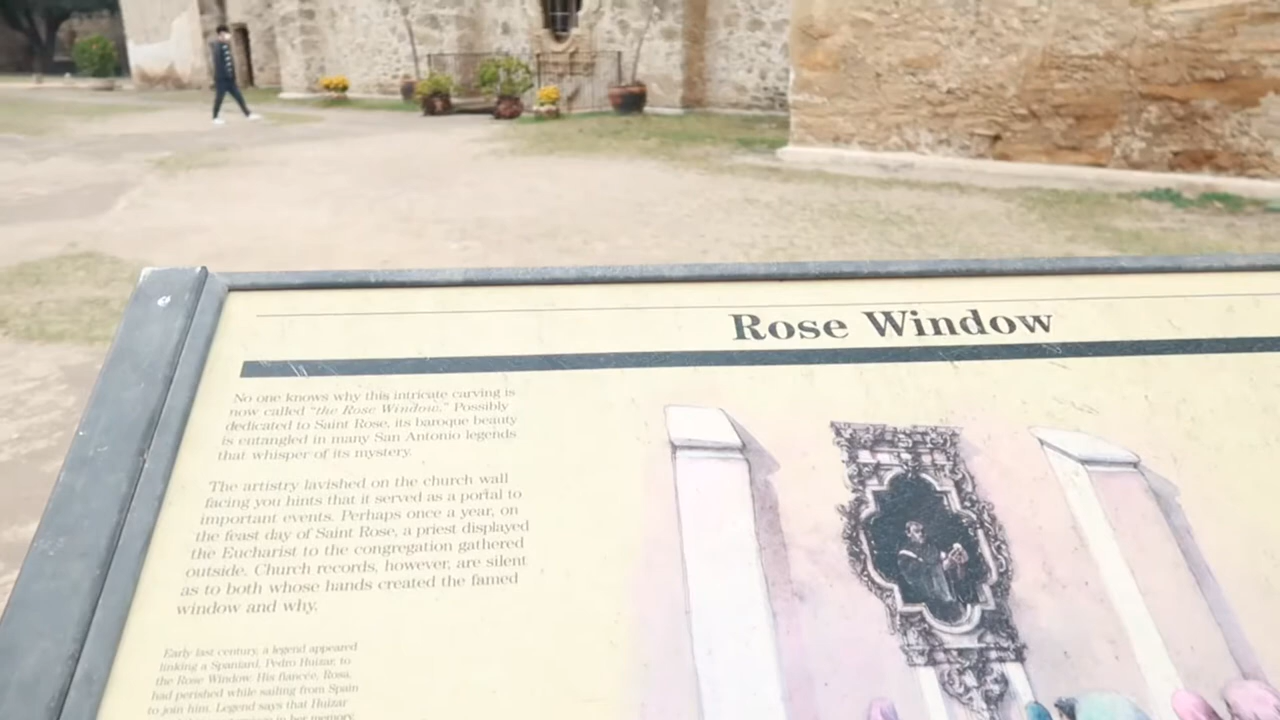 Rose Window
No one knows why this intricate carving is
now called "the Rose Window." Possibly
dedicated to Saint Rose, its baroque beauty
is entangled in many San Antonio legends
that whisper of its mystery.
The artistry lavished on the church wall
facing you hints that it served as a portal to
important events. Perhaps once a year, on
the feast day of Saint Rose, a priest displayed
the Eucharist to the congregation gathered
outside. Church records, however, are silent
as to both whose hands created the famed
window and why.
Early last century, a legend appeared
linking a Spaniard, Pedro Huizar, to
the Rose Window. His fiancée, Rosa,
had perished while sailing from Spain
to join him. Legend says that Huizar
in her memory